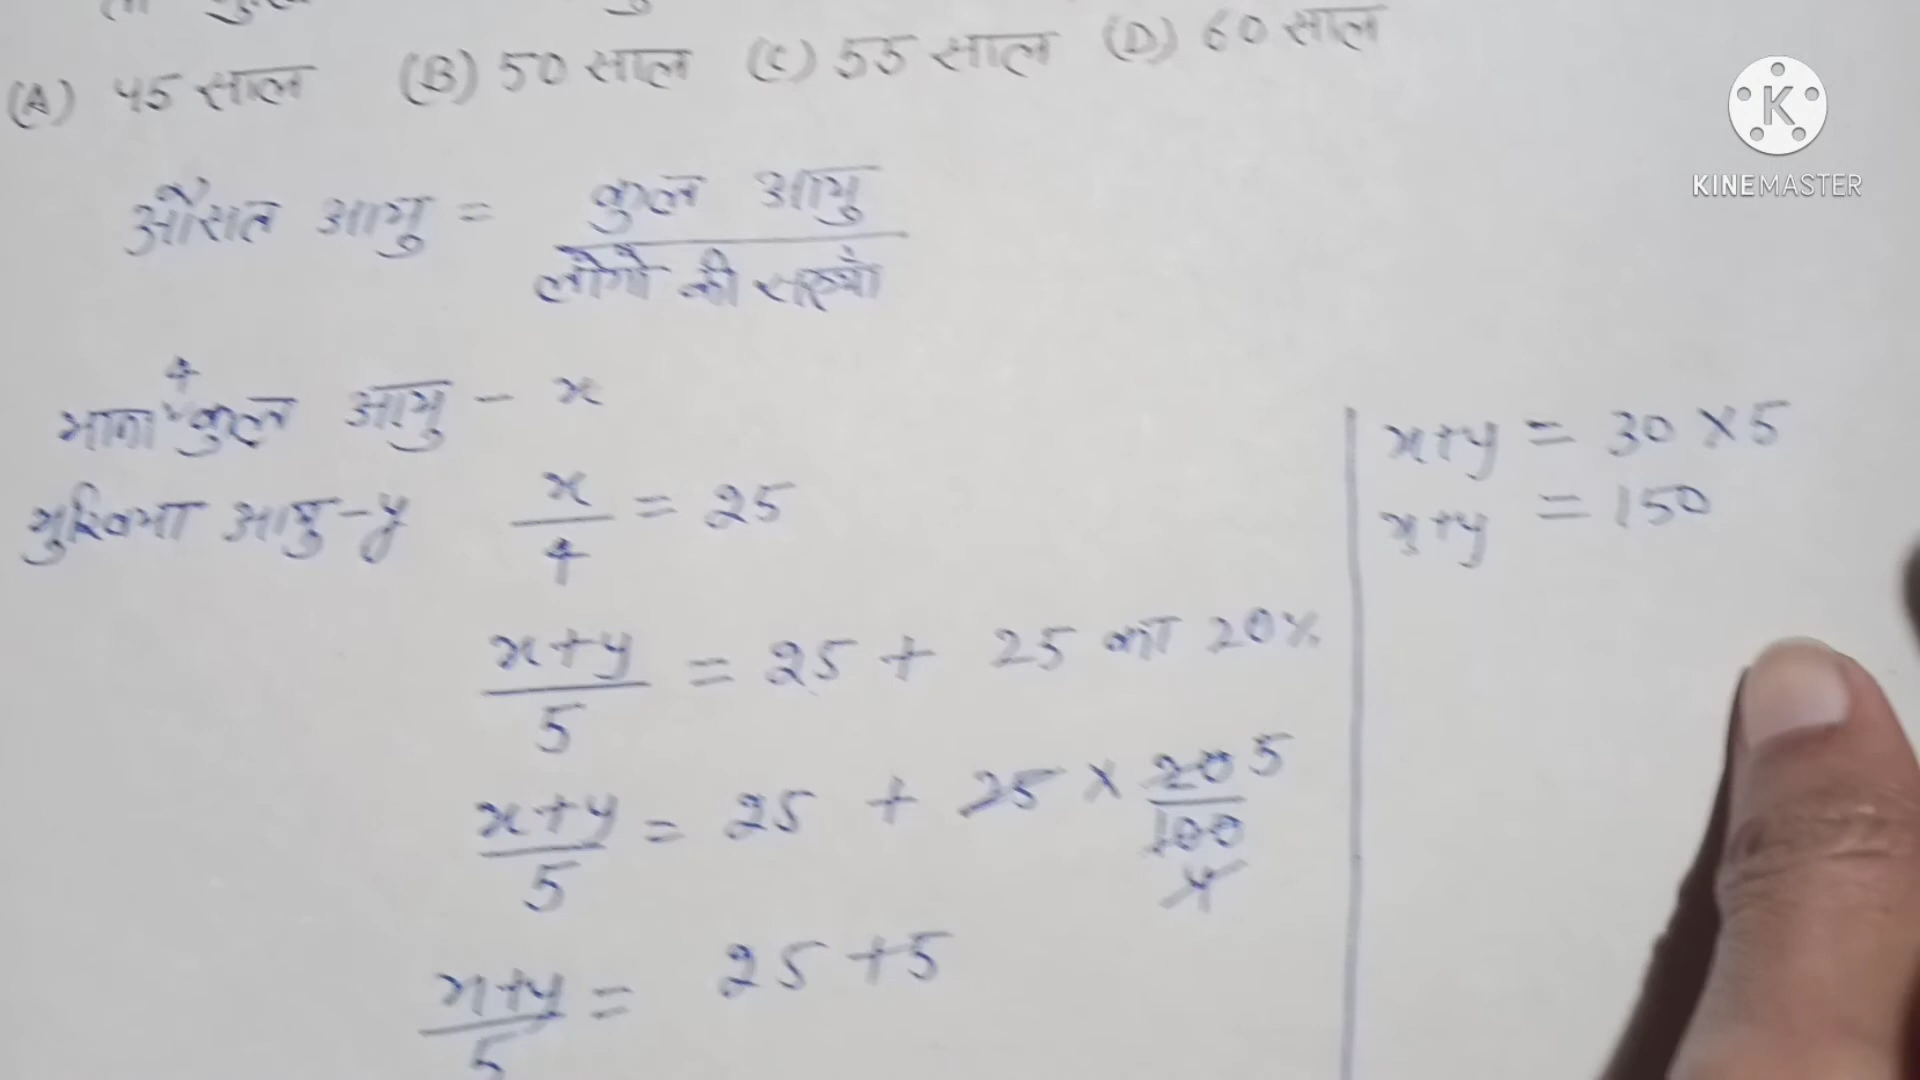 (A) 45 साल (B) 50 साल (C) 55 साल (D) 60 साल
औसत आयु = कुल आयु
लोगो की संख्या
4
माना कुल आयु - x
मुखिया आयु - y
x/4 = 25
(x+y)/5 = 25 + 25 का 20%
(x+y)/5 = 25 + 25 × 20/100 5
4
(x+y)/5 = 25 + 5
x+y = 30 × 5
x+y = 150
K
KINEMASTER